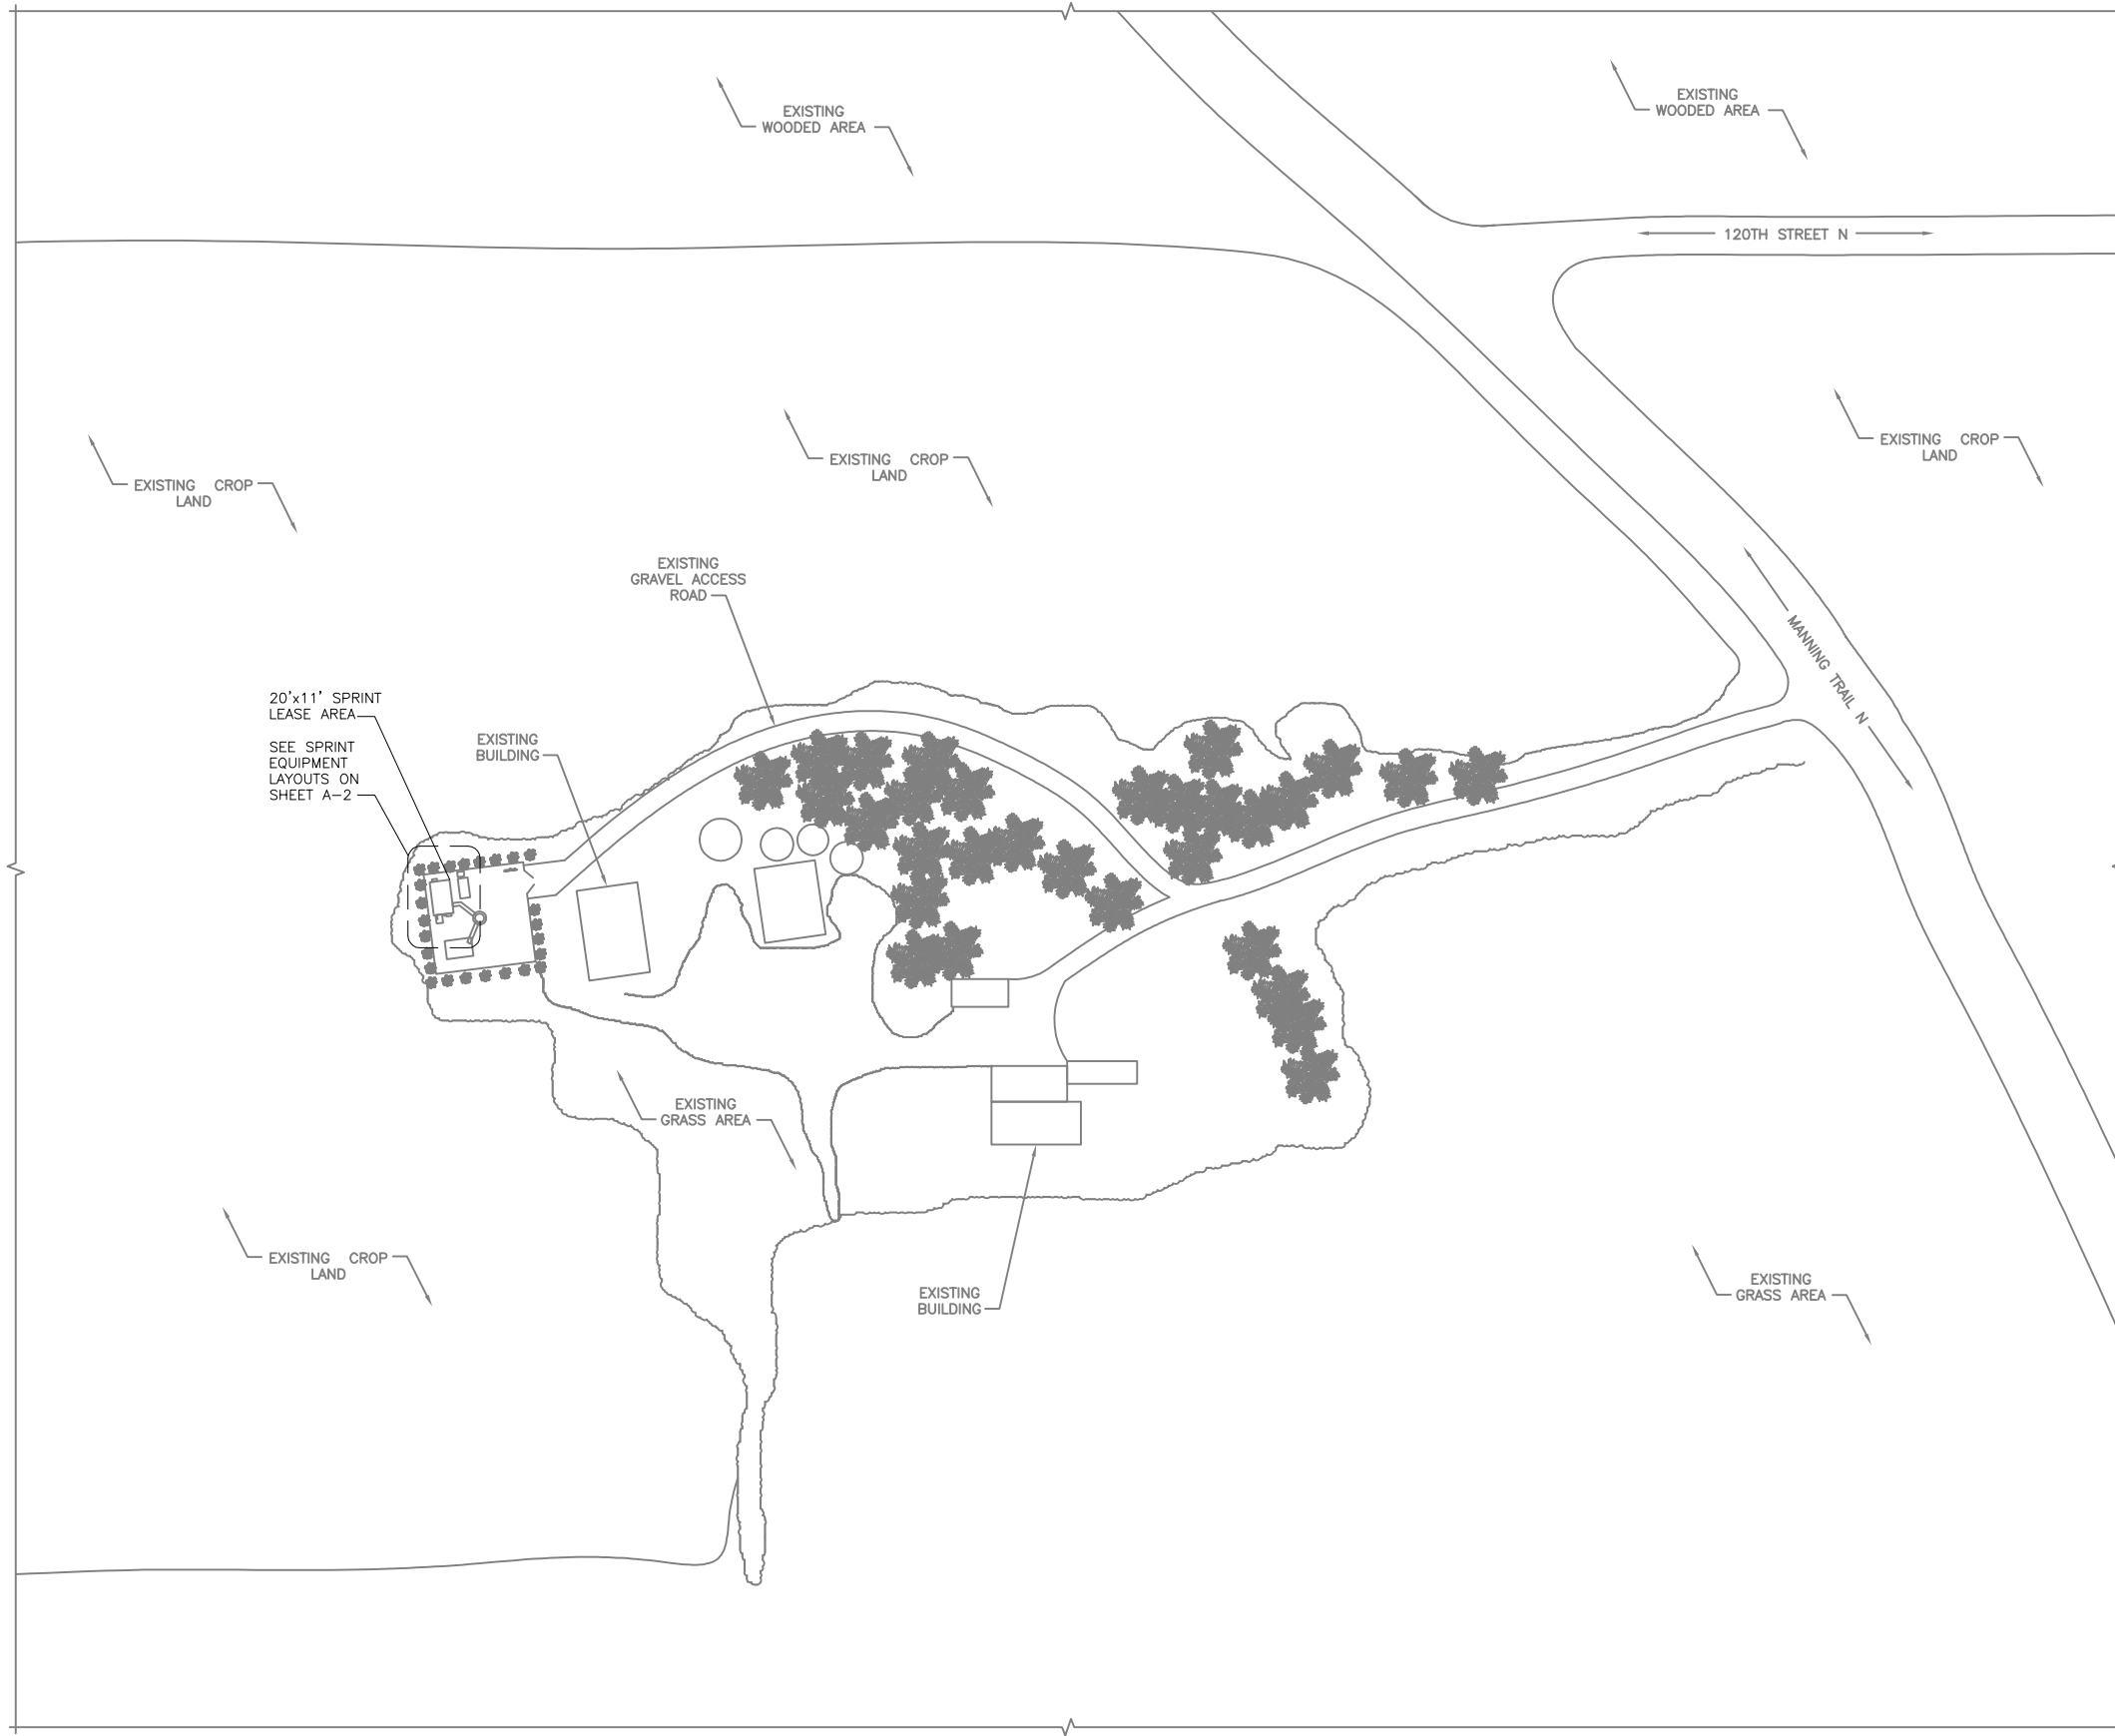 EXISTING
WOODED AREA
EXISTING
WOODED AREA
120TH STREET N
EXISTING CROP
LAND
EXISTING CROP
LAND
EXISTING CROP
LAND
EXISTING
GRAVEL ACCESS
ROAD
MANNING TRAIL N
20'x11' SPRINT
LEASE AREA
SEE SPRINT
EQUIPMENT
LAYOUTS ON
SHEET A-2
EXISTING
BUILDING
EXISTING
GRASS AREA
EXISTING CROP
LAND
EXISTING
BUILDING
EXISTING
GRASS AREA